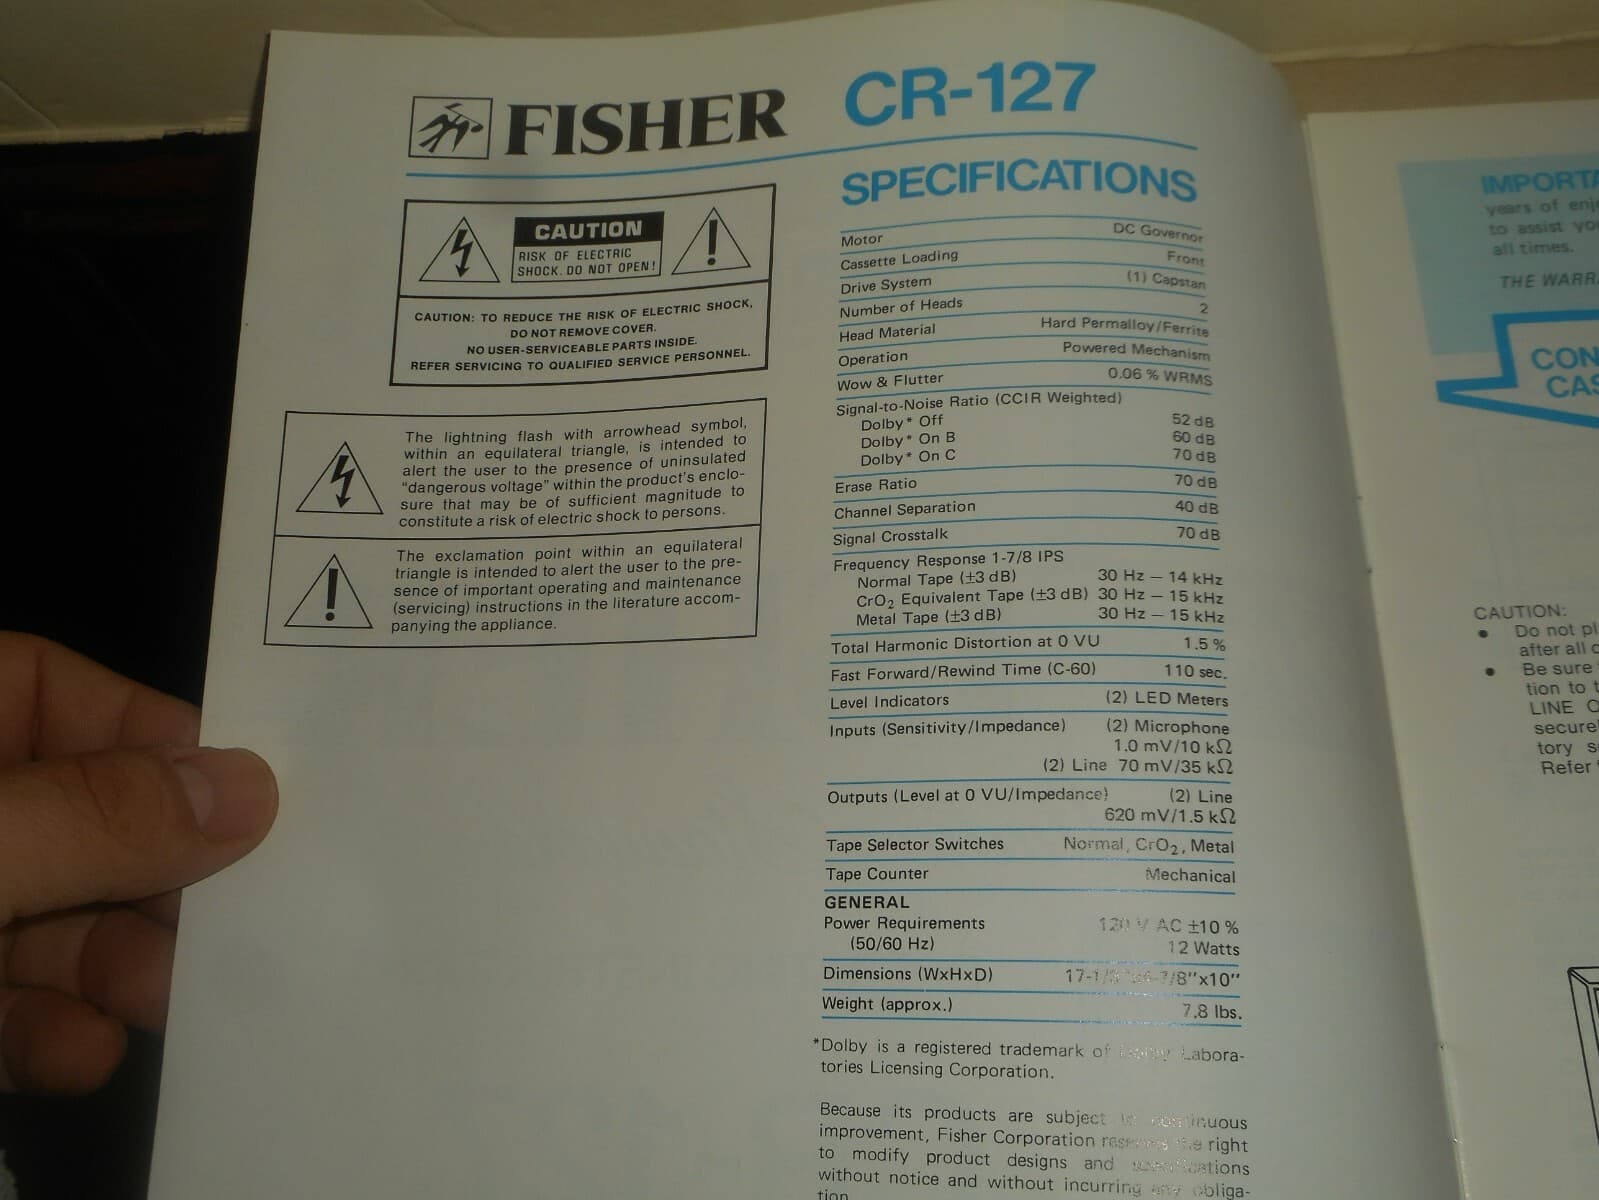 FISHER CR-127
CAUTION
RISK OF ELECTRIC
SHOCK. DO NOT OPEN!
CAUTION: TO REDUCE THE RISK OF ELECTRIC SHOCK,
DO NOT REMOVE COVER.
NO USER-SERVICEABLE PARTS INSIDE.
REFER SERVICING TO QUALIFIED SERVICE PERSONNEL.
The lightning flash with arrowhead symbol,
within an equilateral triangle, is intended to
alert the user to the presence of uninsulated
"dangerous voltage" within the product's enclo-
sure that may be of sufficient magnitude to
constitute a risk of electric shock to persons.
The exclamation point within an equilateral
triangle is intended to alert the user to the pre-
sence of important operating and maintenance
(servicing) instructions in the literature accom-
panying the appliance.
SPECIFICATIONS
Motor DC Governor
Cassette Loading Front
Drive System (1) Capstan
Number of Heads 2
Head Material Hard Permalloy/Ferrite
Operation Powered Mechanism
Wow & Flutter 0.06 % WRMS
Signal-to-Noise Ratio (CCIR Weighted)
Dolby* Off 52 dB
Dolby* On B 60 dB
Dolby* On C 70 dB
Erase Ratio 70 dB
Channel Separation 40 dB
Signal Crosstalk 70 dB
Frequency Response 1-7/8 IPS
Normal Tape (±3 dB) 30 Hz — 14 kHz
CrO2 Equivalent Tape (±3 dB) 30 Hz — 15 kHz
Metal Tape (±3 dB) 30 Hz — 15 kHz
Total Harmonic Distortion at 0 VU 1.5 %
Fast Forward/Rewind Time (C-60) 110 sec.
Level Indicators (2) LED Meters
Inputs (Sensitivity/Impedance) (2) Microphone
1.0 mV/10 kΩ
(2) Line 70 mV/35 kΩ
Outputs (Level at 0 VU/Impedance) (2) Line
620 mV/1.5 kΩ
Tape Selector Switches Normal, CrO2, Metal
Tape Counter Mechanical
GENERAL
Power Requirements 120 V AC ±10 %
(50/60 Hz) 12 Watts
Dimensions (WxHxD)
Weight (approx.) 7.8 lbs.
*Dolby is a registered trademark of Dolby Labora-
tories Licensing Corporation.
Because its products are subject to continuous
improvement, Fisher Corporation reserves the right
to modify product designs and specifications
without notice and without incurring any obliga-
tion.
IMPORTA
years of enj
to assist yo
all times.
THE WARR
CON
CAS
CAUTION:
• Do not pl
after all c
• Be sure
tion to t
LINE O
secure
tory s
Refer